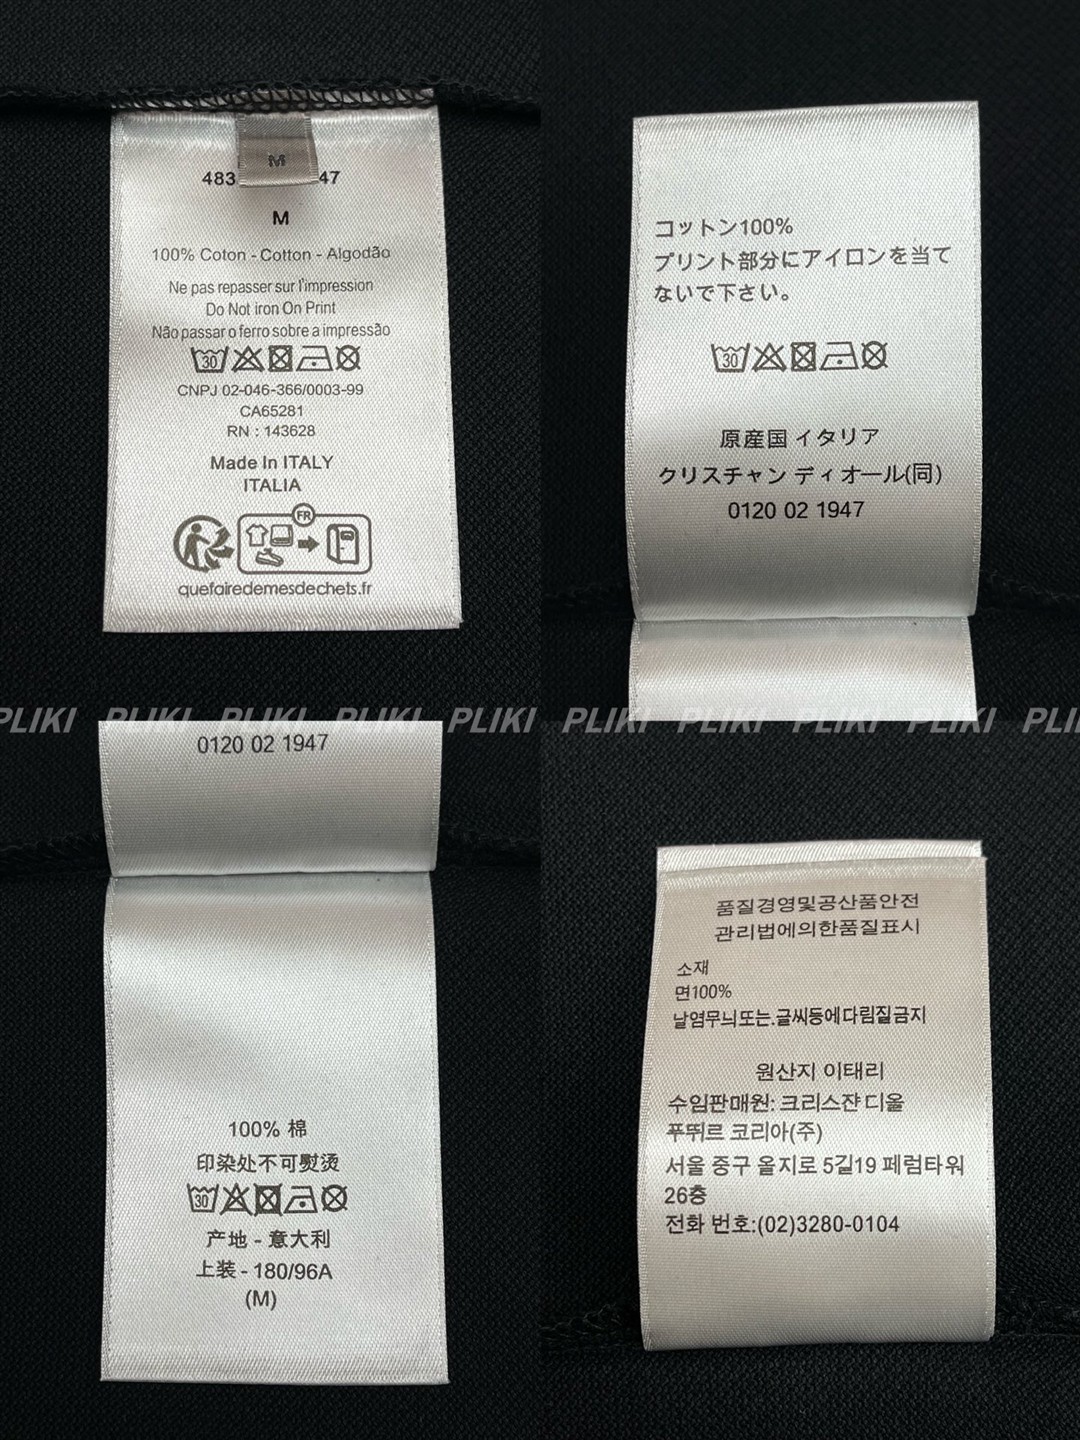 M
483 47
M
100% Coton - Cotton - Algodão
Ne pas repasser sur l'impression
Do Not iron On Print
Não passar o ferro sobre a impressão
30
CNPJ 02-046-366/0003-99
CA65281
RN : 143628
Made In ITALY
ITALIA
FR
quefairedemesdechets.fr
コットン100%
プリント部分にアイロンを当て
ないで下さい。
30
原産国 イタリア
クリスチャン ディオール(同)
0120 02 1947
PLIKI PLIKI PLIKI PLIKI PLIKI PLIKI PLIKI PLIKI PLIKI PLI
0120 02 1947
100% 棉
印染处不可熨烫
30
产地 - 意大利
上装 - 180/96A
(M)
품질경영및공산품안전
관리법에의한품질표시
소재
면100%
날염무늬또는.글씨등에다림질금지
원산지 이태리
수임판매원: 크리스쟌 디올
푸뛰르 코리아(주)
서울 중구 을지로 5길19 페럼타워
26층
전화 번호:(02)3280-0104